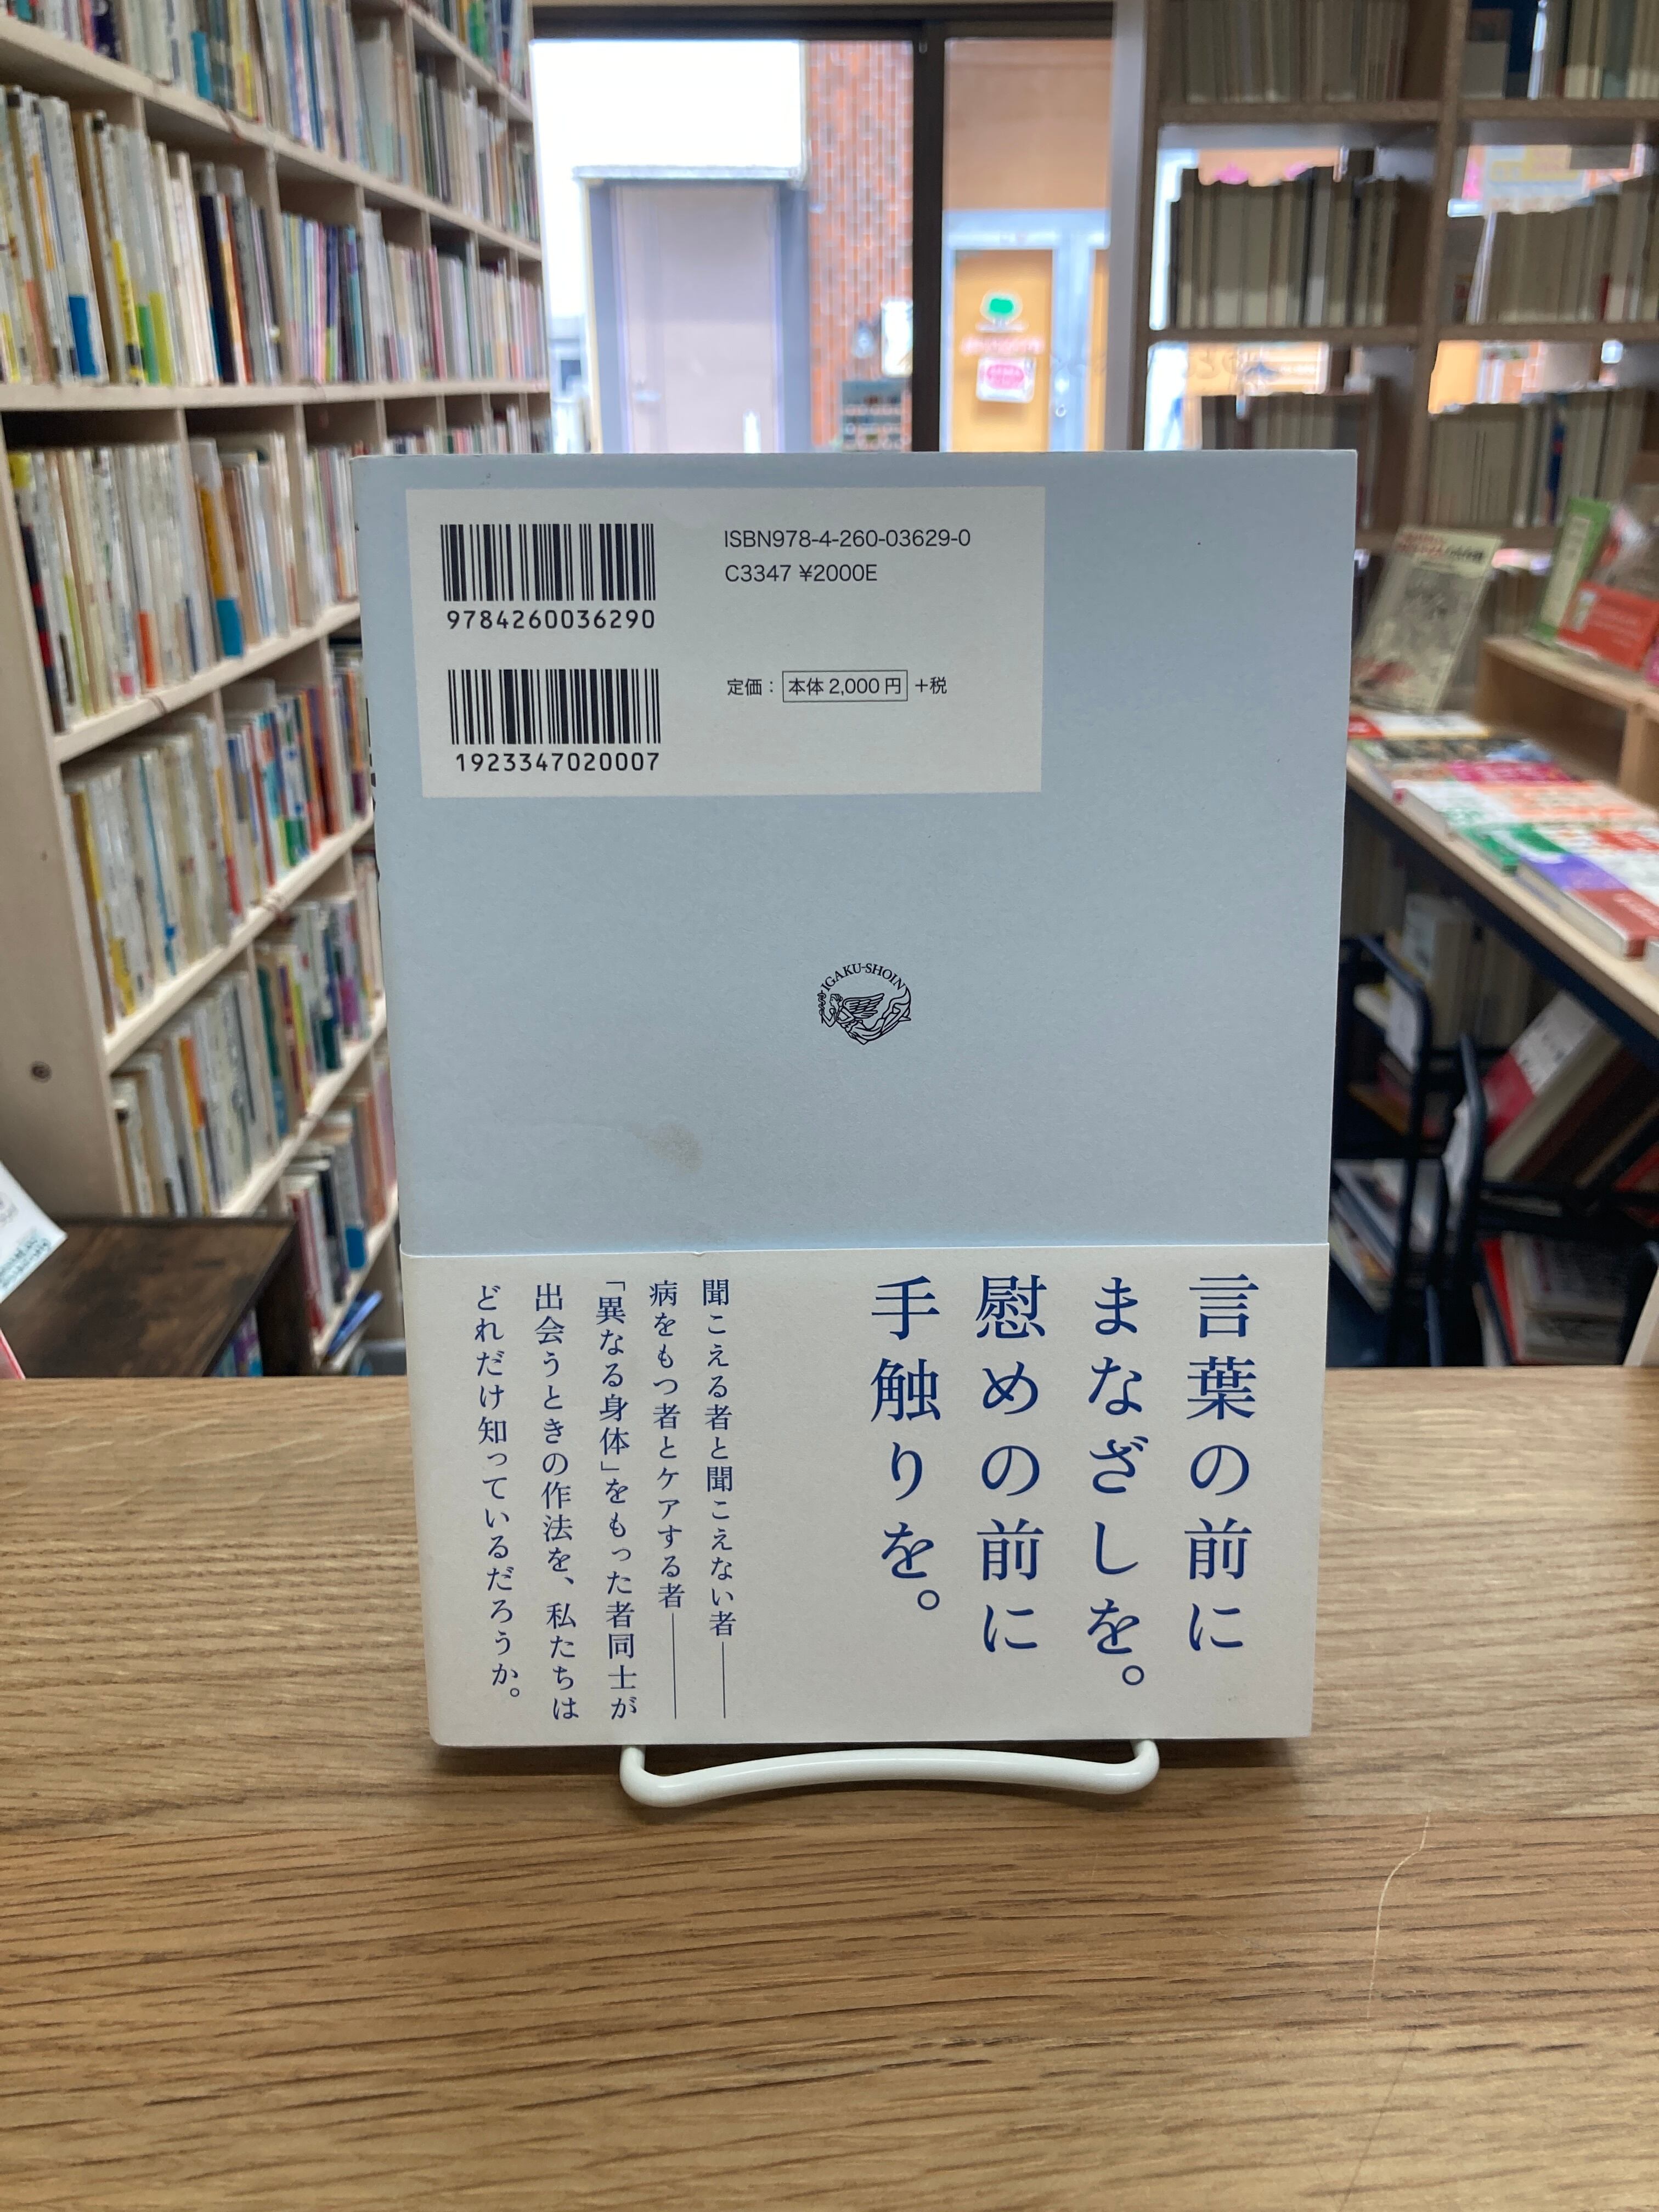 ISBN978-4-260-03629-0
C3347 ¥2000E
9784260036290
定価：本体2,000円＋税
1923347020007
IGAKU-SHOIN
言葉の前に
まなざしを。
慰めの前に
手触りを。
聞こえる者と聞こえない者――
病をもつ者とケアする者――
「異なる身体」をもった者同士が
出会うときの作法を、私たちは
どれだけ知っているだろうか。